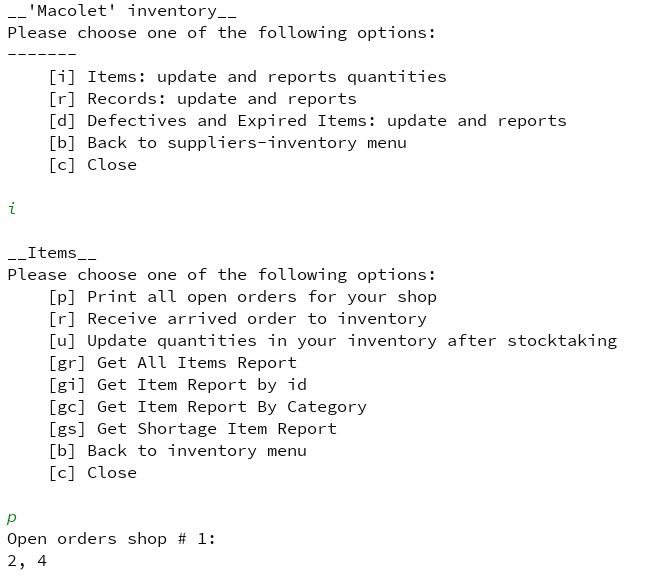 __'Macolet' inventory__
Please choose one of the following options:
-------
[i] Items: update and reports quantities
[r] Records: update and reports
[d] Defectives and Expired Items: update and reports
[b] Back to suppliers-inventory menu
[c] Close
i
__Items__
Please choose one of the following options:
[p] Print all open orders for your shop
[r] Receive arrived order to inventory
[u] Update quantities in your inventory after stocktaking
[gr] Get All Items Report
[gi] Get Item Report by id
[gc] Get Item Report By Category
[gs] Get Shortage Item Report
[b] Back to inventory menu
[c] Close
p
Open orders shop # 1:
2, 4